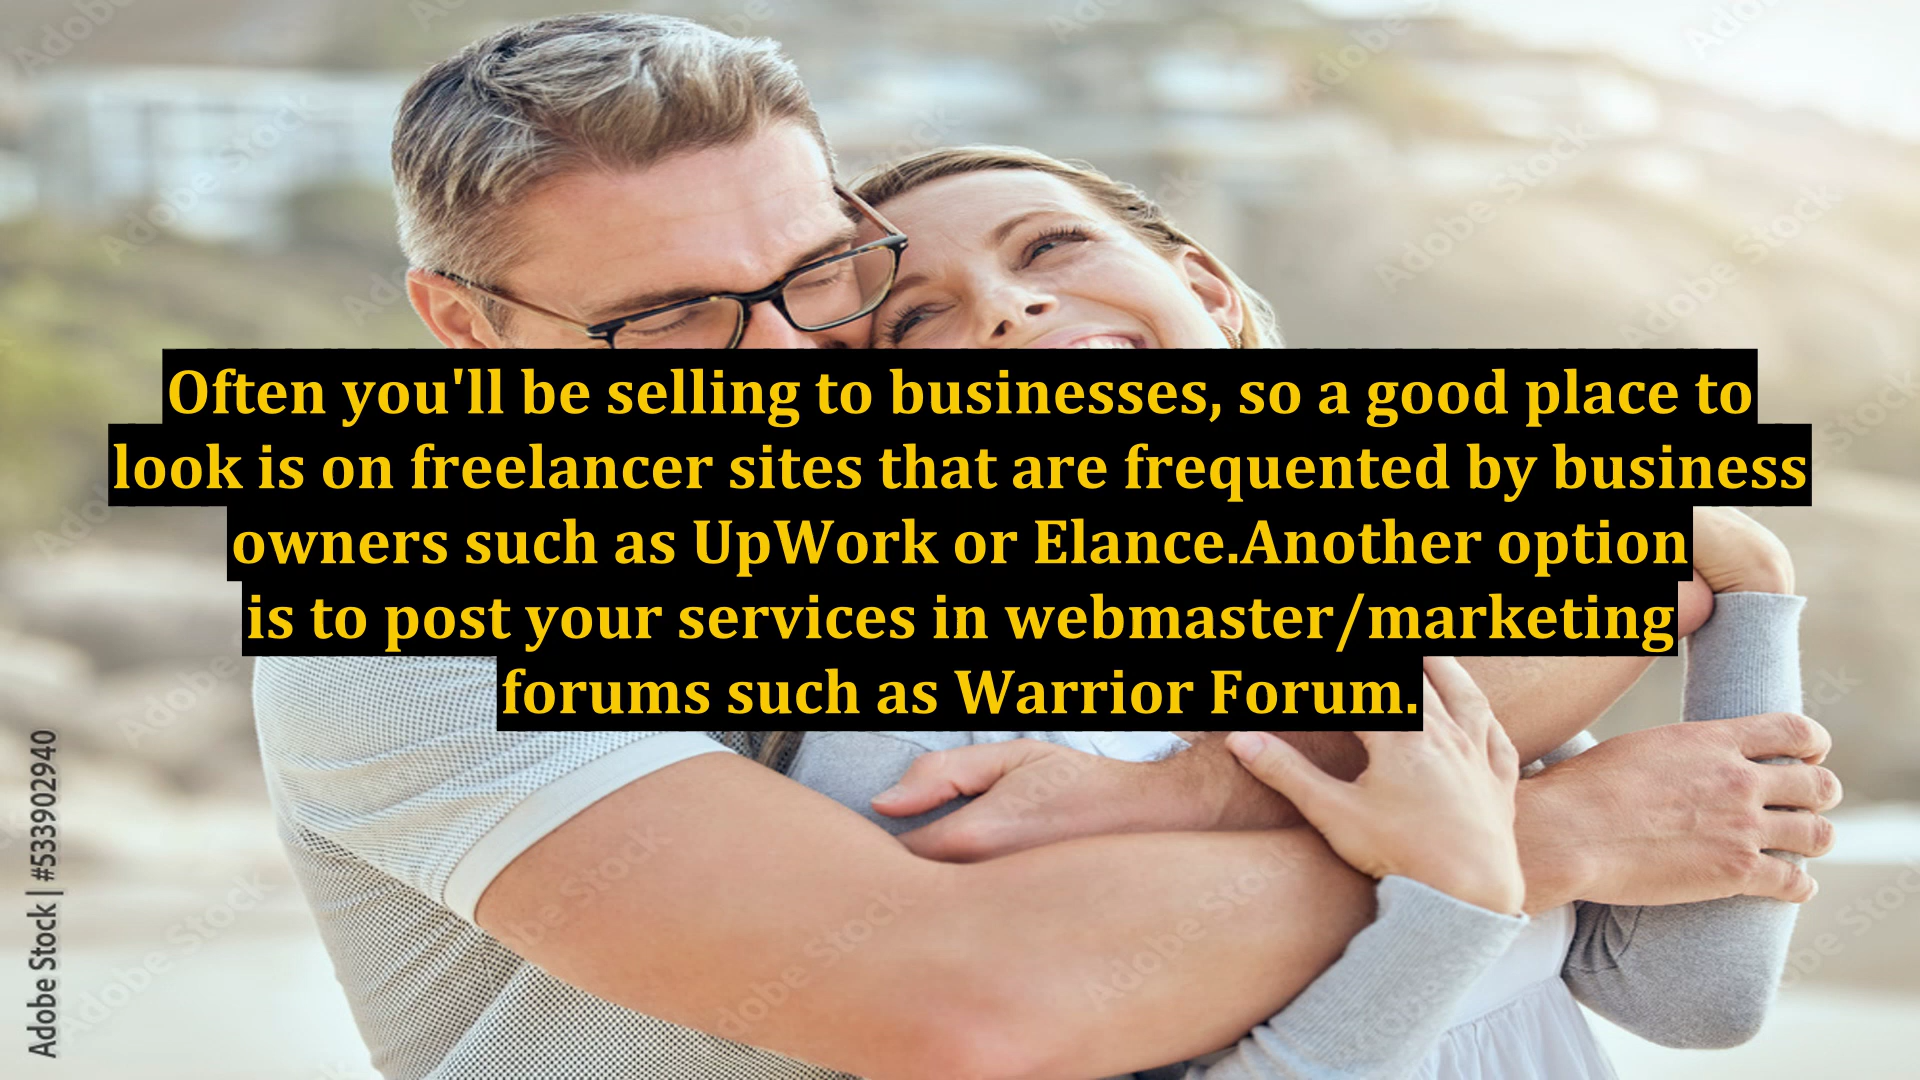 Often you'll be selling to businesses, so a good place to
look is on freelancer sites that are frequented by business
owners such as UpWork or Elance.Another option
is to post your services in webmaster/marketing
forums such as Warrior Forum.
Adobe Stock | #533902940
Adobe Stock